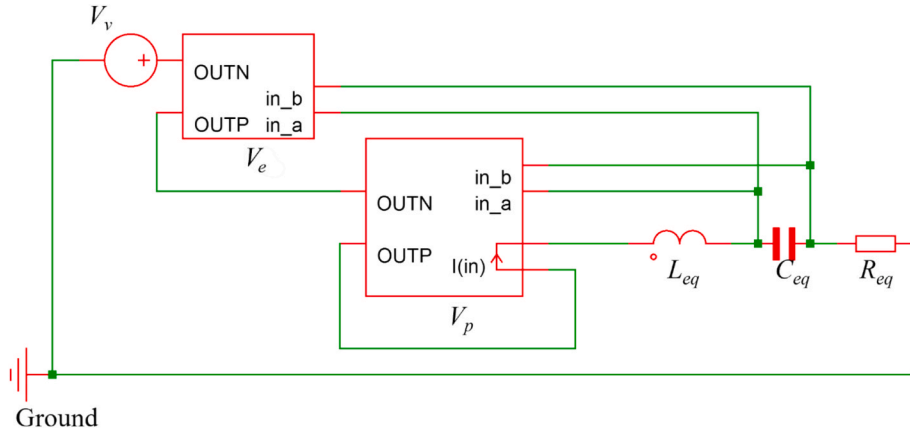 V_v
OUTN
in_b
OUTP
in_a
V_e
in_b
OUTN
in_a
OUTP
I(in)
L_eq
C_eq
R_eq
V_p
+
Ground